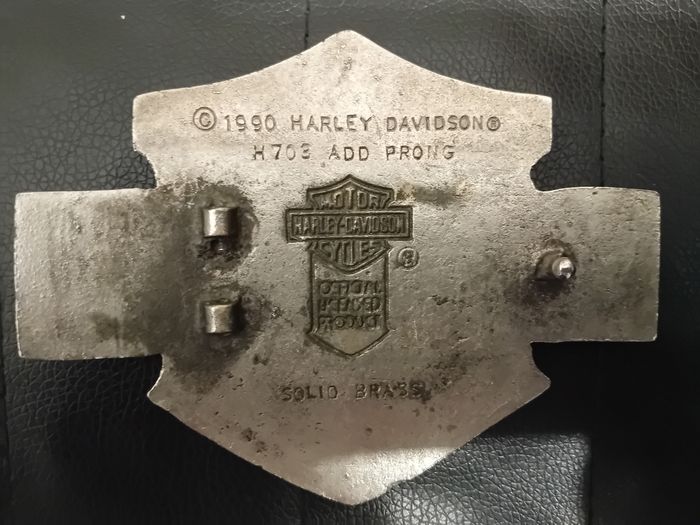 © 1990 HARLEY DAVIDSON®
H703 ADD PRONG
MOTOR
HARLEY-DAVIDSON
CYCLES
®
OFFICIAL
LICENSED
PRODUCT
SOLID BRASS